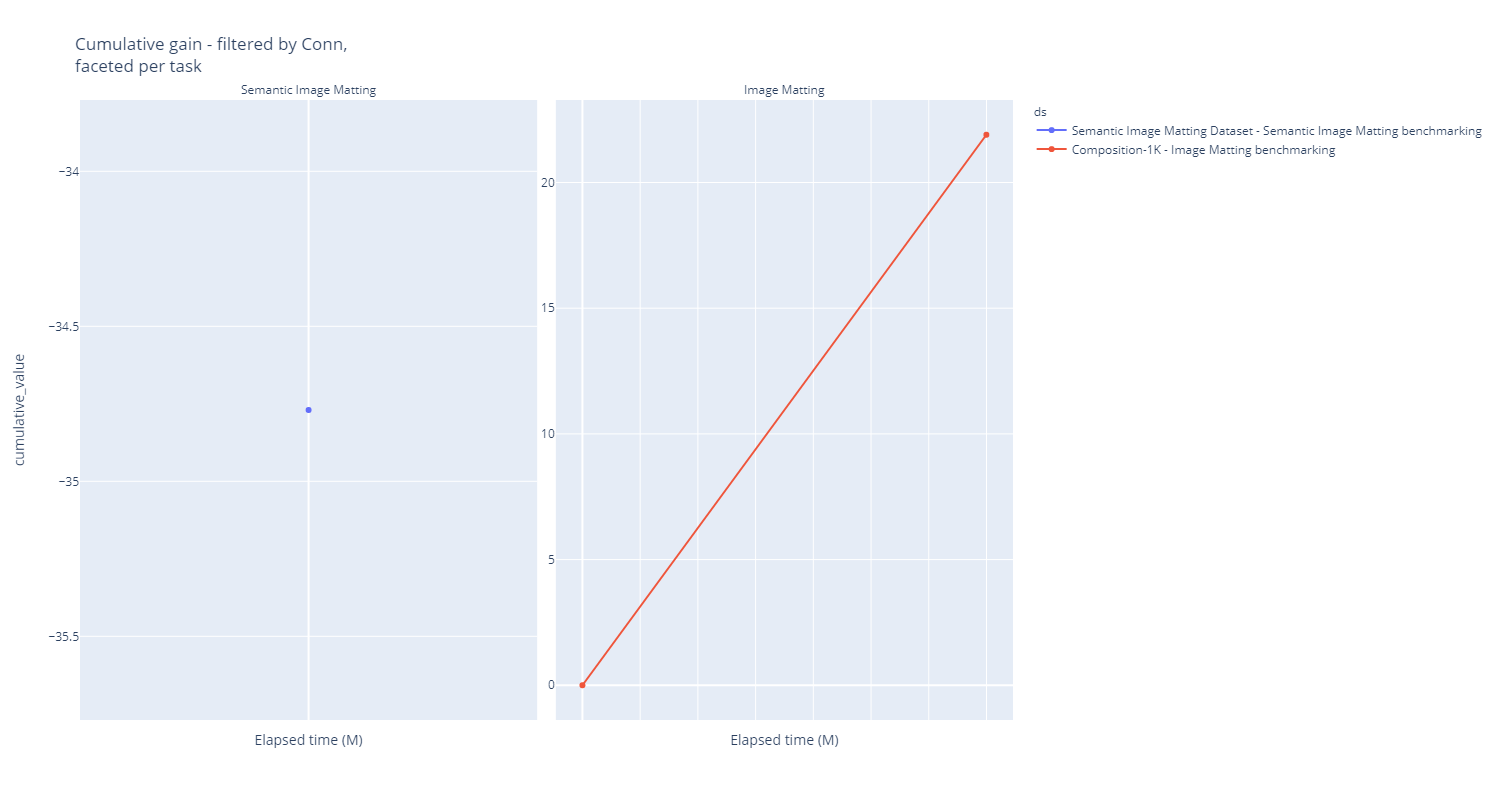 Cumulative gain - filtered by Conn,
faceted per task
Semantic Image Matting
Image Matting
ds
Semantic Image Matting Dataset - Semantic Image Matting benchmarking
Composition-1K - Image Matting benchmarking
cumulative_value
−34
−34.5
−35
−35.5
20
15
10
5
0
Elapsed time (M)
Elapsed time (M)